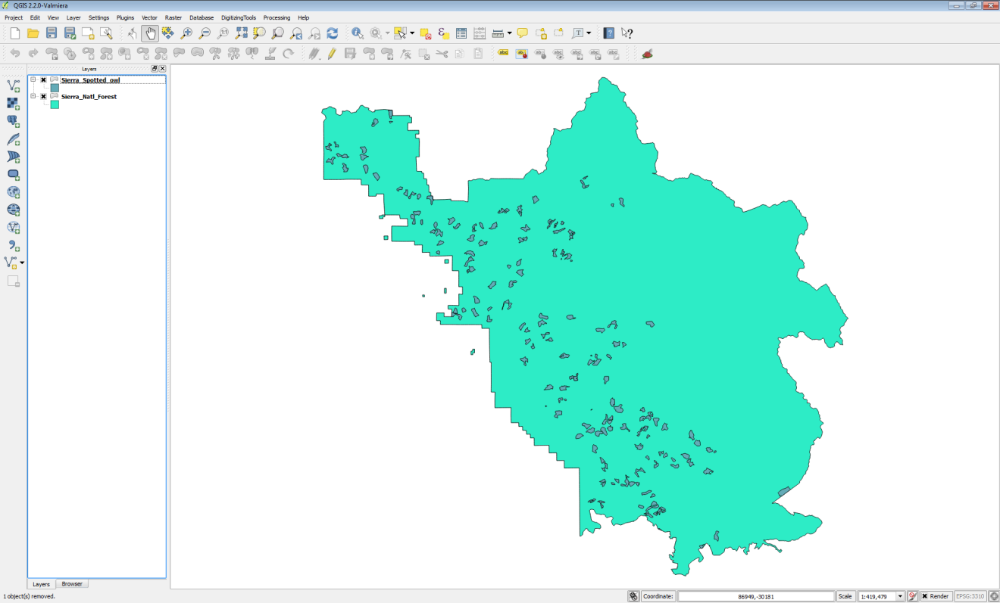 QGIS 2.2.0-Valmiera
Project Edit View Layer Settings Plugins Vector Raster Database DigitizingTools Processing Help
Layers
Sierra_Spotted_owl
Sierra_Natl_Forest
Layers Browser
1 object(s) removed.
Coordinate: 86949,-30181 Scale 1:419,479 Render EPSG:3310